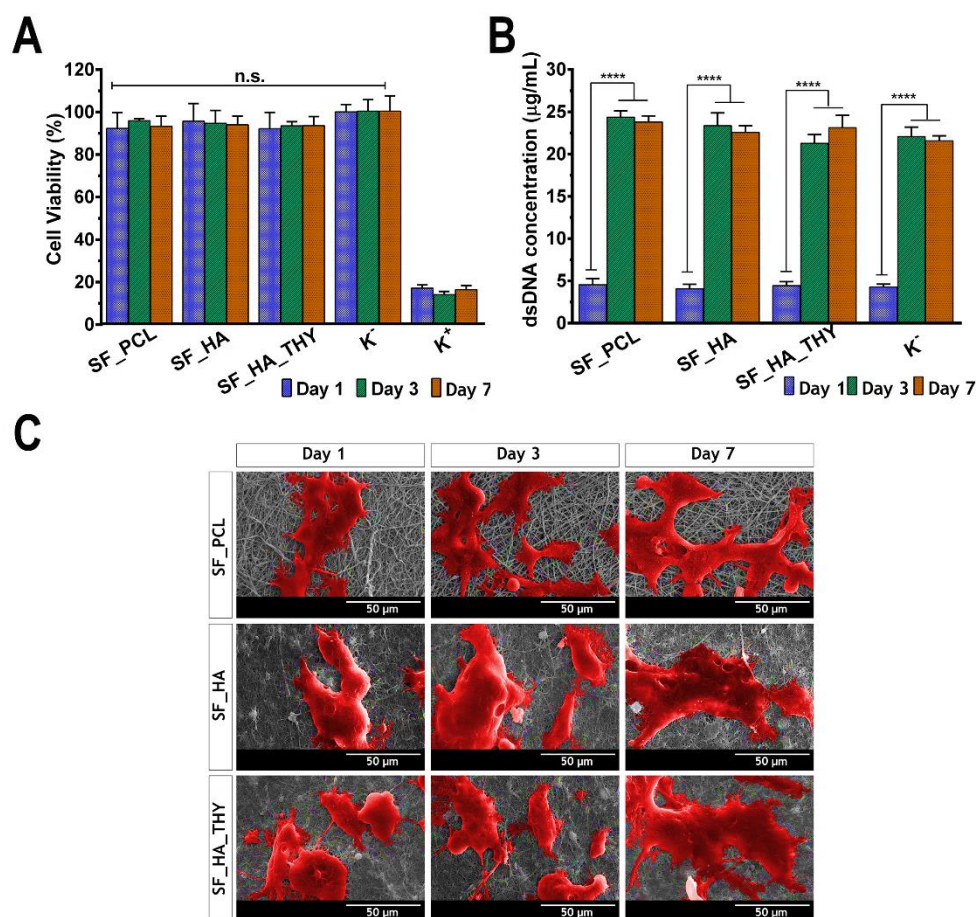 A
Cell Viability (%)
120
100
80
60
40
20
0
n.s.
SF_PCL
SF_HA
SF_HA_THY
K⁻
K⁺
Day 1 Day 3 Day 7
B
dsDNA concentration (µg/mL)
30
25
20
15
10
5
0
**** **** **** ****
SF_PCL
SF_HA
SF_HA_THY
K⁻
Day 1 Day 3 Day 7
C
Day 1 Day 3 Day 7
SF_PCL
50 µm 50 µm 50 µm
SF_HA
50 µm 50 µm 50 µm
SF_HA_THY
50 µm 50 µm 50 µm